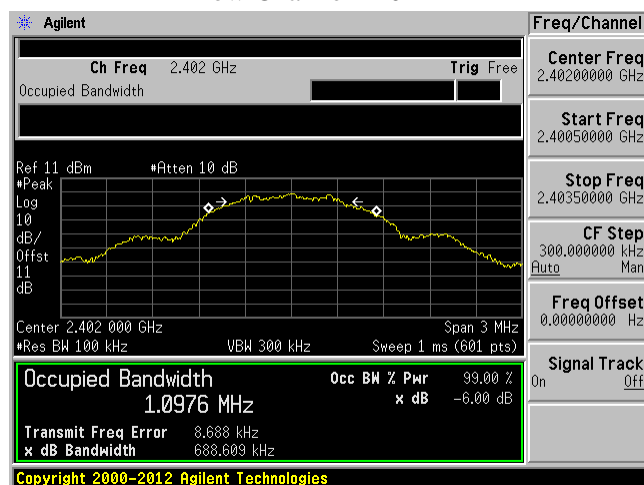 Agilent
Freq/Channel
Ch Freq 2.402 GHz Trig Free
Occupied Bandwidth
Center Freq
2.40200000 GHz
Start Freq
2.40050000 GHz
Stop Freq
2.40350000 GHz
CF Step
300.000000 kHz
Auto Man
Freq Offset
0.00000000 Hz
Signal Track
On Off
Ref 11 dBm #Atten 10 dB
#Peak
Log
10
dB/
Offst
11
dB
Center 2.402 000 GHz Span 3 MHz
#Res BW 100 kHz VBW 300 kHz Sweep 1 ms (601 pts)
Occupied Bandwidth Occ BW % Pwr 99.00 %
1.0976 MHz x dB -6.00 dB
Transmit Freq Error 8.688 kHz
x dB Bandwidth 688.609 kHz
Copyright 2000-2012 Agilent Technologies